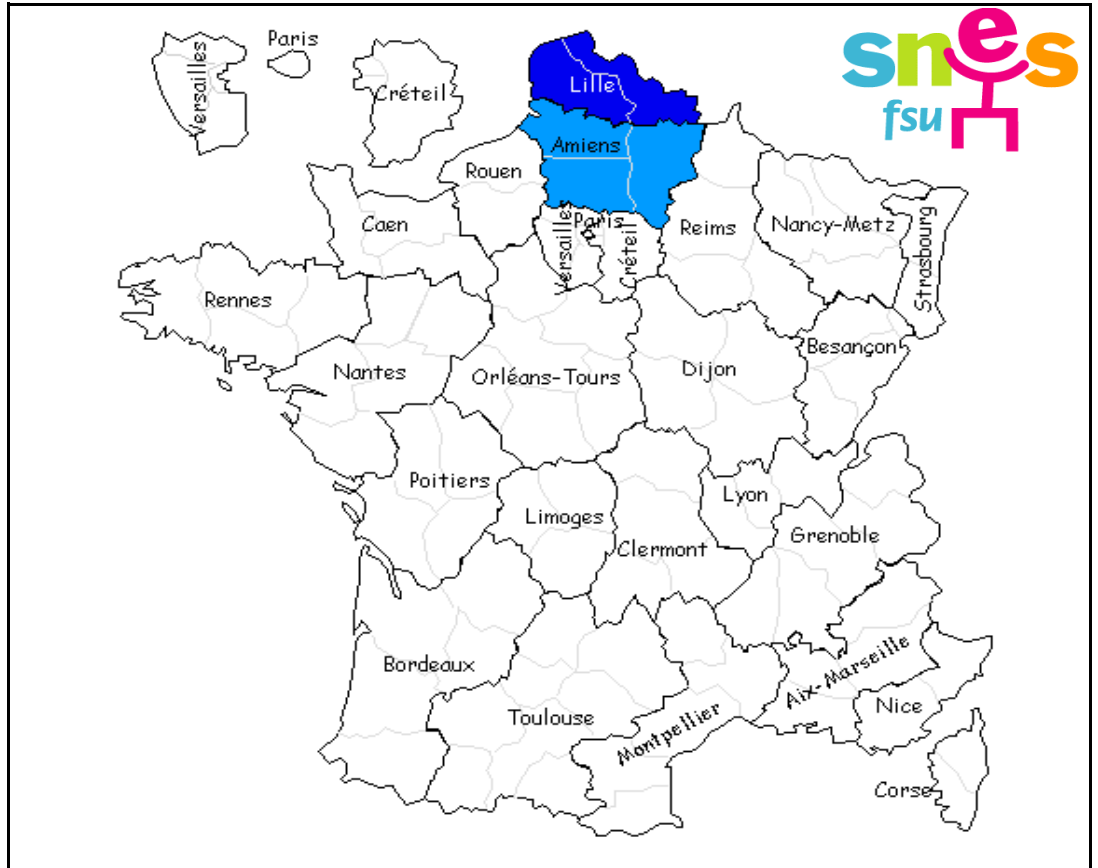 Versailles
Paris
Créteil
snes
fsu
Lille
Amiens
Rouen
Caen
Versailles
Paris
Créteil
Reims
Nancy-Metz
Strasbourg
Rennes
Nantes
Orléans-Tours
Dijon
Besançon
Poitiers
Limoges
Clermont
Lyon
Grenoble
Bordeaux
Toulouse
Montpellier
Aix-Marseille
Nice
Corse